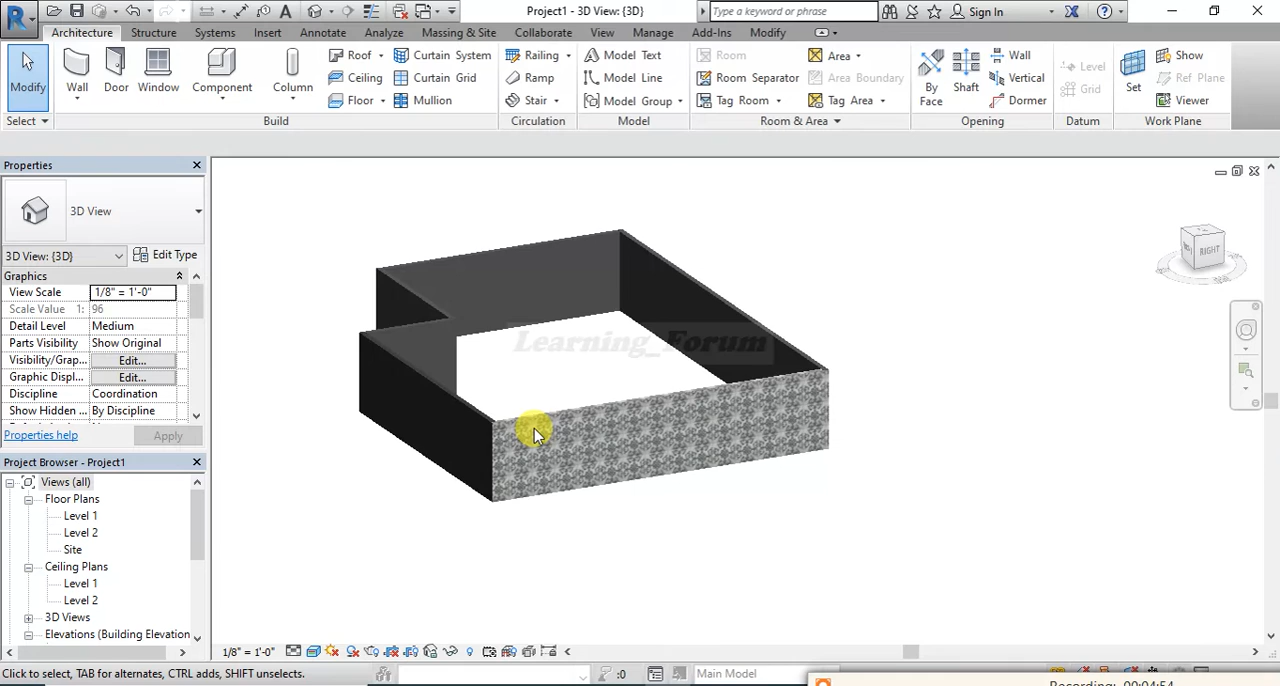 Project1 - 3D View: {3D}
Type a keyword or phrase
Sign In
Architecture Structure Systems Insert Annotate Analyze Massing & Site Collaborate View Manage Add-Ins Modify
Modify
Wall
Door
Window
Component
Column
Roof
Ceiling
Floor
Curtain System
Curtain Grid
Mullion
Railing
Ramp
Stair
Model Text
Model Line
Model Group
Room
Room Separator
Tag Room
Area
Area Boundary
Tag Area
By Face
Shaft
Wall
Vertical
Dormer
Level
Grid
Set
Show
Ref Plane
Viewer
Select Build Circulation Model Room & Area Opening Datum Work Plane
Properties
3D View
3D View: {3D} Edit Type
Graphics
View Scale 1/8" = 1'-0"
Scale Value 1: 96
Detail Level Medium
Parts Visibility Show Original
Visibility/Grap... Edit...
Graphic Displ... Edit...
Discipline Coordination
Show Hidden ... By Discipline
Properties help Apply
Project Browser - Project1
Views (all)
Floor Plans
Level 1
Level 2
Site
Ceiling Plans
Level 1
Level 2
3D Views
Elevations (Building Elevation
RIGHT
Learning_Forum
1/8" = 1'-0"
Click to select, TAB for alternates, CTRL adds, SHIFT unselects.
:0
Main Model
Recording: 00:04:54